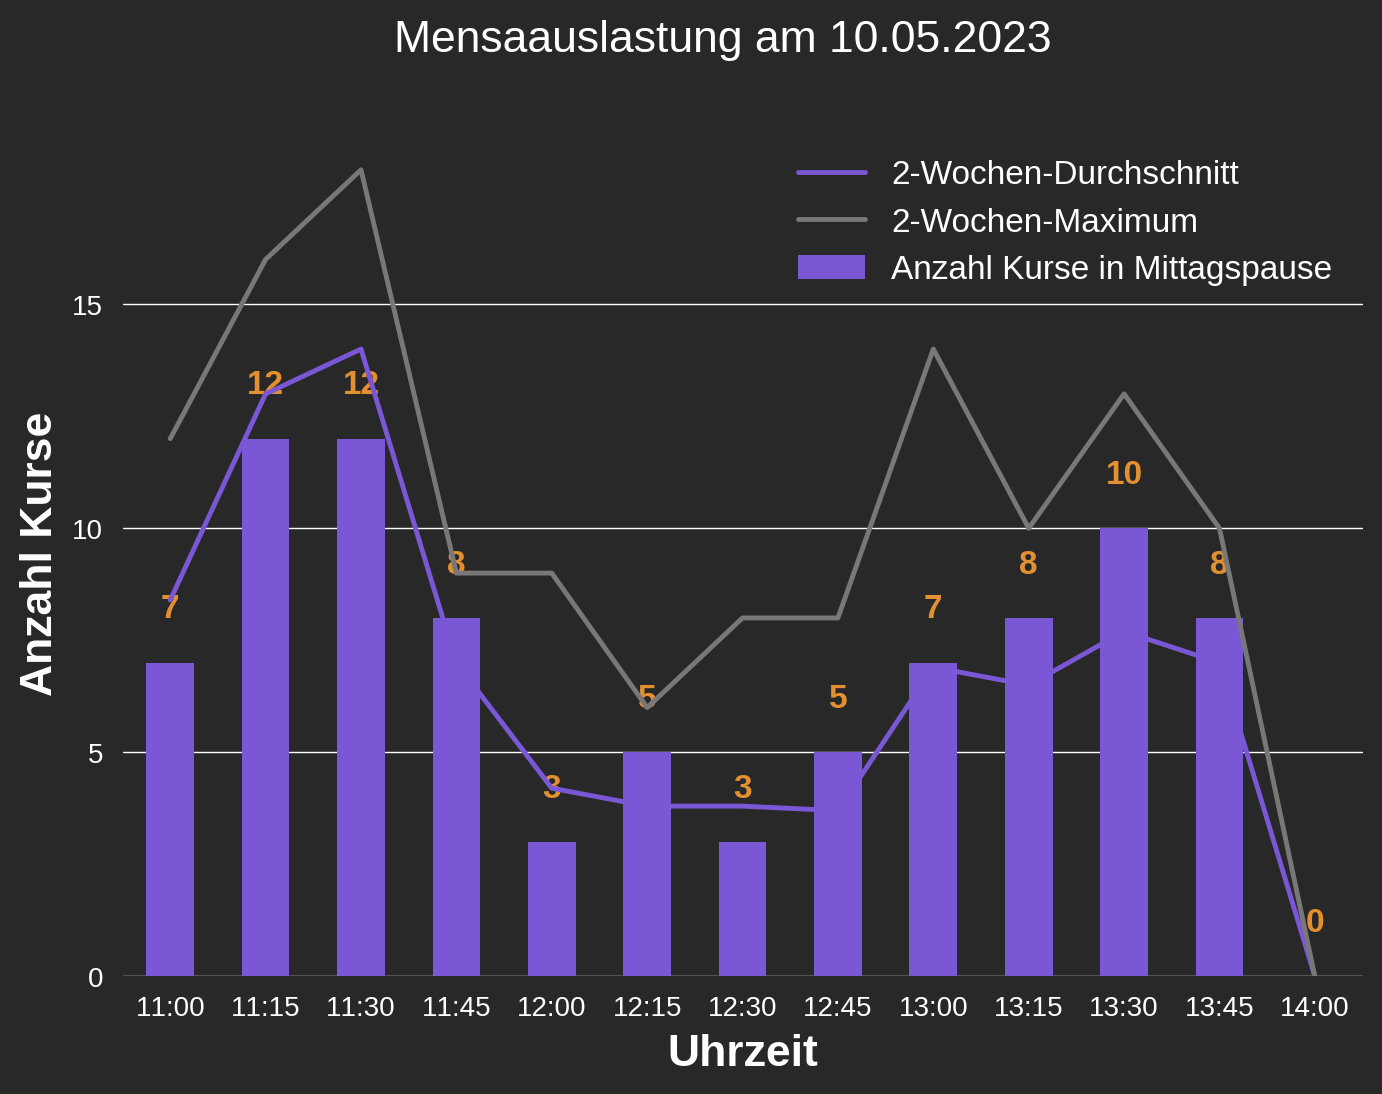 Mensaauslastung am 10.05.2023
2-Wochen-Durchschnitt
2-Wochen-Maximum
Anzahl Kurse in Mittagspause
Anzahl Kurse
15
10
5
0
7
12
12
8
3
5
3
5
7
8
10
8
0
11:00 11:15 11:30 11:45 12:00 12:15 12:30 12:45 13:00 13:15 13:30 13:45 14:00
Uhrzeit